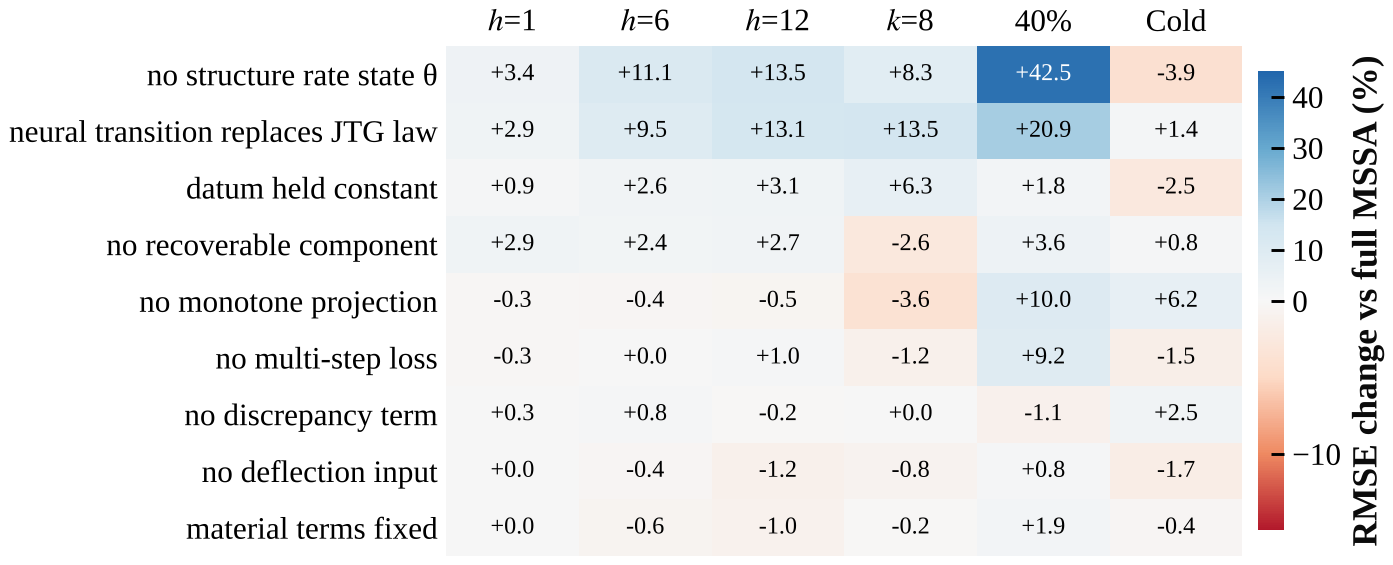 h=1 h=6 h=12 k=8 40% Cold
no structure rate state θ +3.4 +11.1 +13.5 +8.3 +42.5 -3.9
neural transition replaces JTG law +2.9 +9.5 +13.1 +13.5 +20.9 +1.4
datum held constant +0.9 +2.6 +3.1 +6.3 +1.8 -2.5
no recoverable component +2.9 +2.4 +2.7 -2.6 +3.6 +0.8
no monotone projection -0.3 -0.4 -0.5 -3.6 +10.0 +6.2
no multi-step loss -0.3 +0.0 +1.0 -1.2 +9.2 -1.5
no discrepancy term +0.3 +0.8 -0.2 +0.0 -1.1 +2.5
no deflection input +0.0 -0.4 -1.2 -0.8 +0.8 -1.7
material terms fixed +0.0 -0.6 -1.0 -0.2 +1.9 -0.4
40
30
20
10
0
−10
RMSE change vs full MSSA (%)